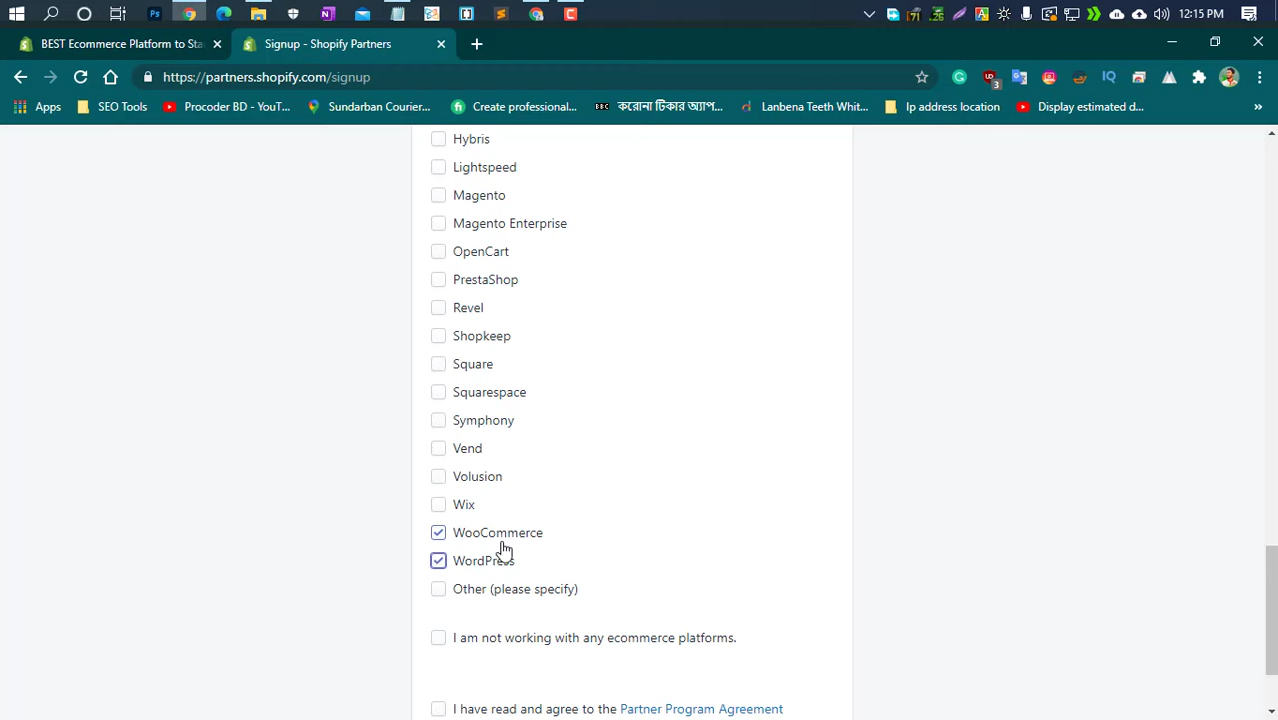 12:15 PM
BEST Ecommerce Platform to Sta
Signup - Shopify Partners
https://partners.shopify.com/signup
Apps
SEO Tools
Procoder BD - YouT...
Sundarban Courier...
Create professional...
BBC করোনা টিকার অ্যাপ...
Lanbena Teeth Whit...
Ip address location
Display estimated d...
Hybris
Lightspeed
Magento
Magento Enterprise
OpenCart
PrestaShop
Revel
Shopkeep
Square
Squarespace
Symphony
Vend
Volusion
Wix
WooCommerce
WordPress
Other (please specify)
I am not working with any ecommerce platforms.
I have read and agree to the Partner Program Agreement